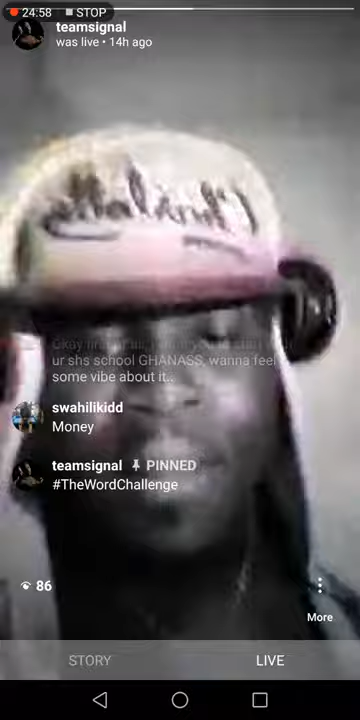 24:58 STOP
teamsignal
was live • 14h ago
ur shs school GHANASS, wanna feel
some vibe about it..
swahilikidd
Money
teamsignal PINNED
#TheWordChallenge
86
More
STORY LIVE